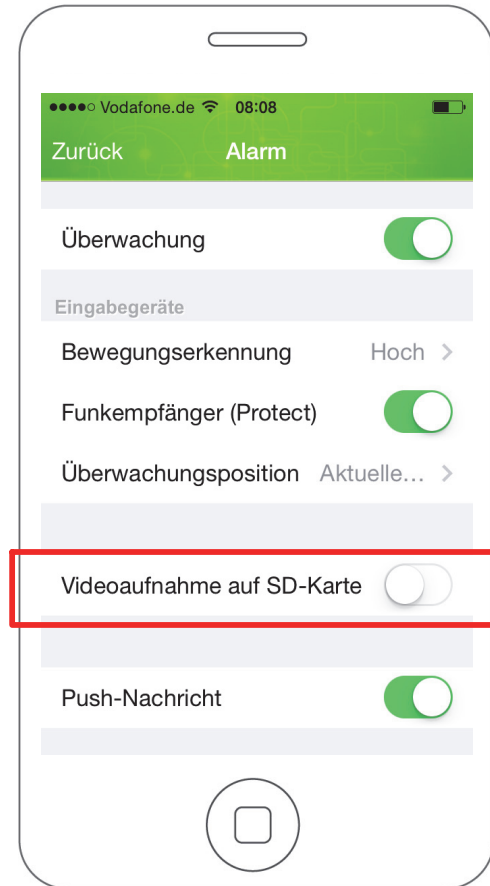 Vodafone.de 08:08
Zurück Alarm
Überwachung
Eingabegeräte
Bewegungserkennung Hoch
Funkempfänger (Protect)
Überwachungsposition Aktuelle...
Videoaufnahme auf SD-Karte
Push-Nachricht